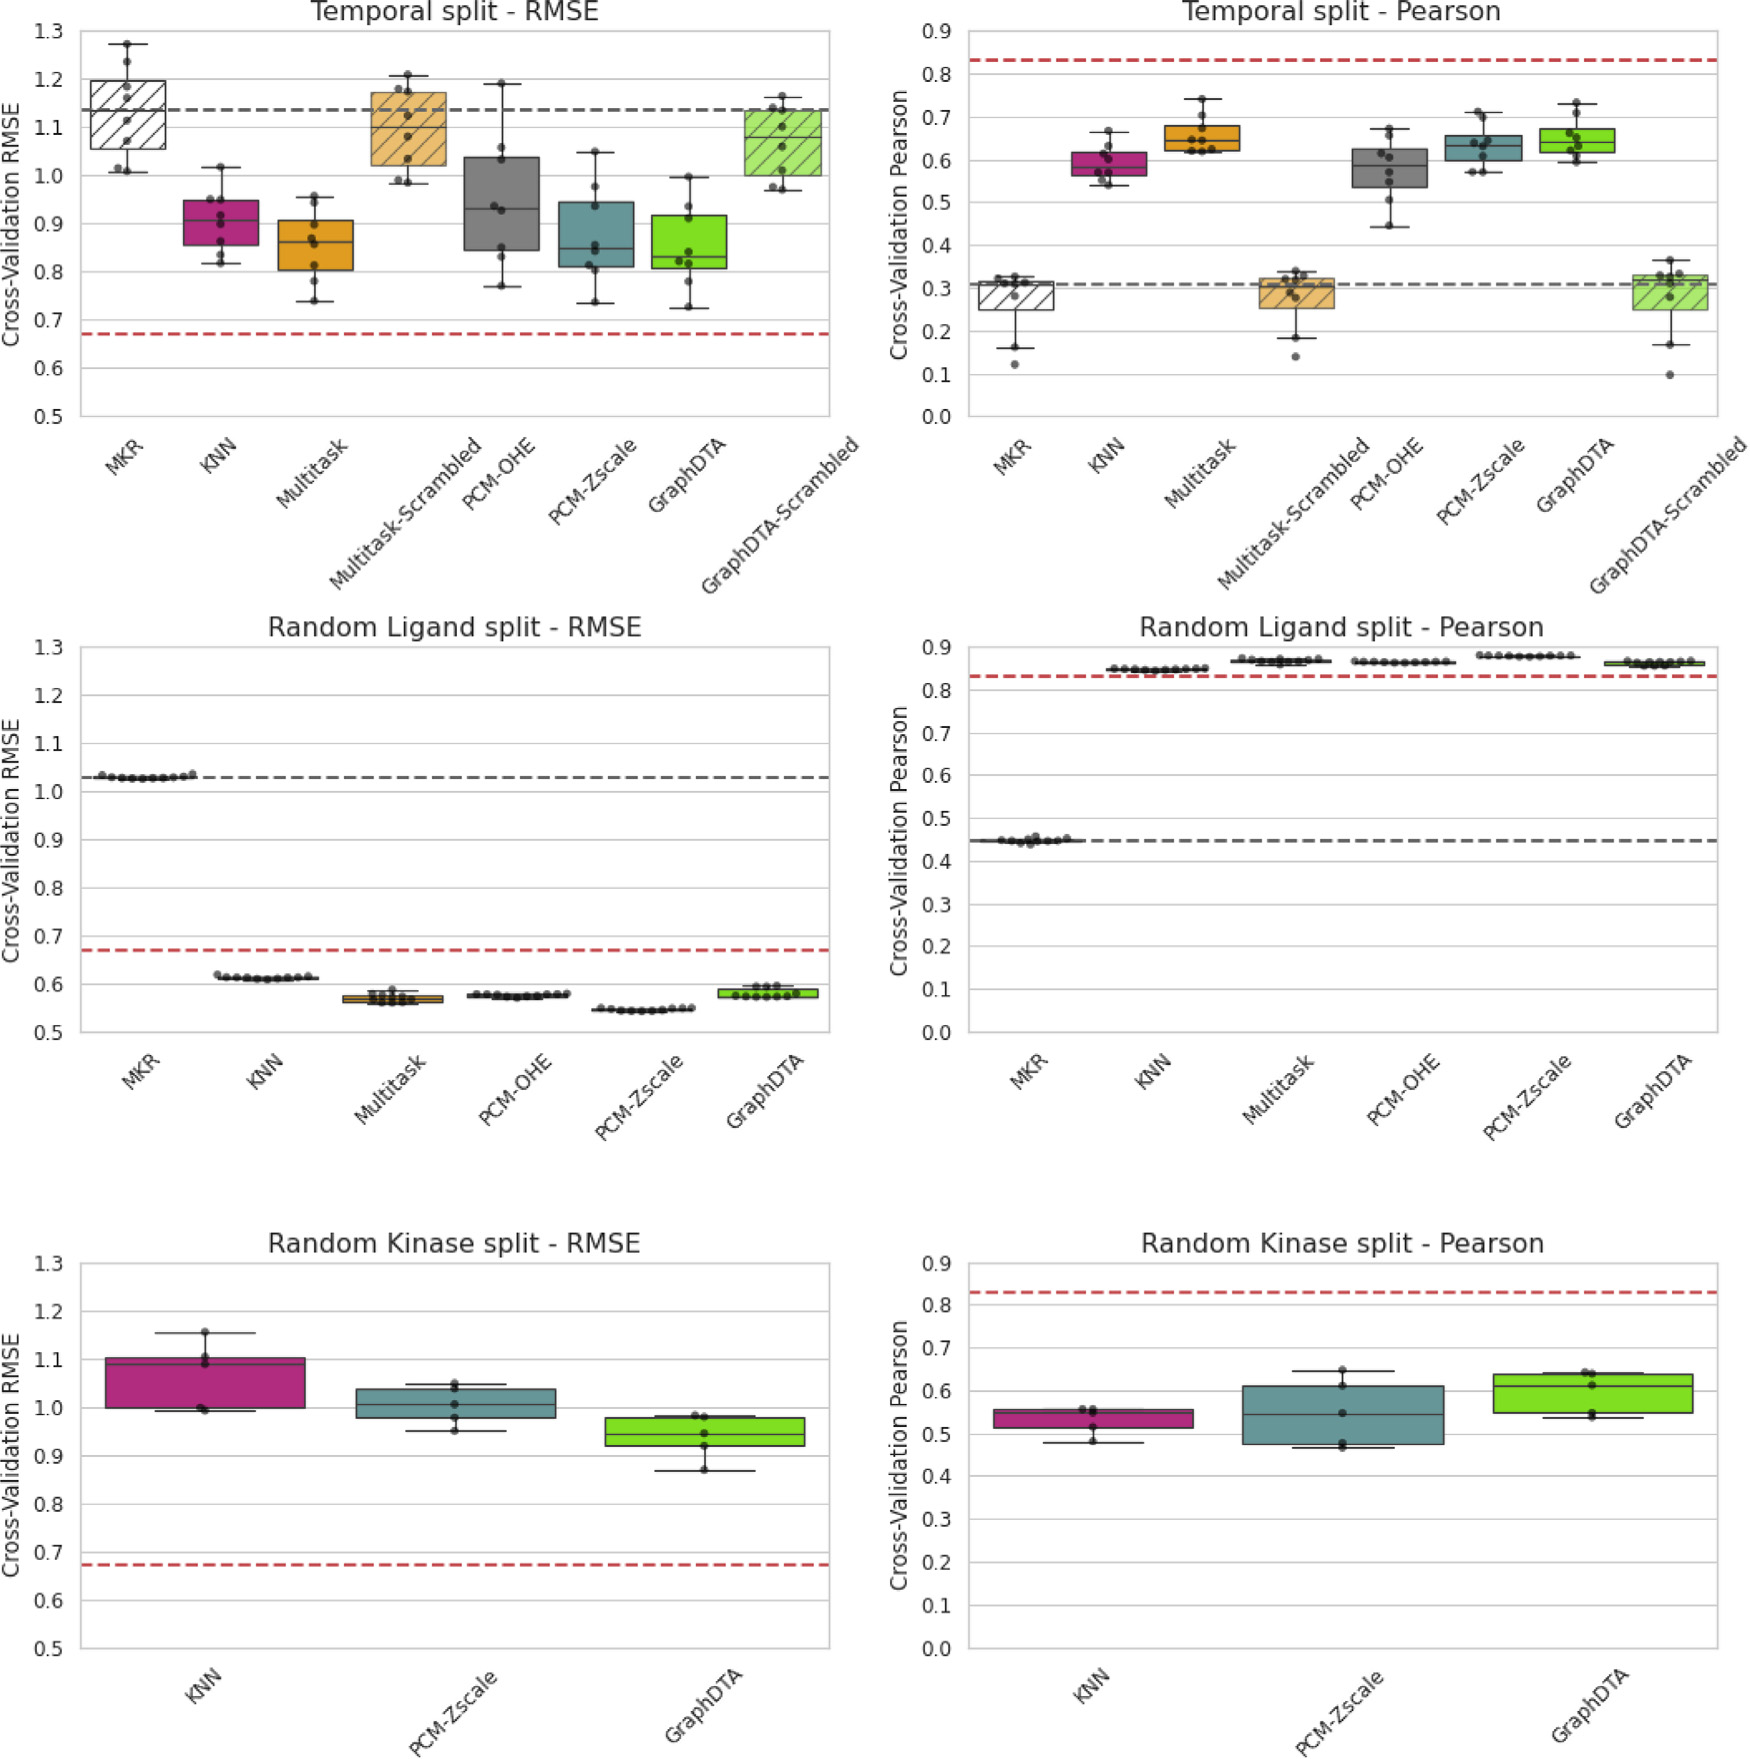 Temporal split - RMSE
Cross-Validation RMSE
1.3
1.2
1.1
1.0
0.9
0.8
0.7
0.6
0.5
MKR
KNN
Multitask
Multitask-Scrambled
PCM-OHE
PCM-Zscale
GraphDTA
GraphDTA-Scrambled
Temporal split - Pearson
Cross-Validation Pearson
0.9
0.8
0.7
0.6
0.5
0.4
0.3
0.2
0.1
0.0
MKR
KNN
Multitask
Multitask-Scrambled
PCM-OHE
PCM-Zscale
GraphDTA
GraphDTA-Scrambled
Random Ligand split - RMSE
Cross-Validation RMSE
1.3
1.2
1.1
1.0
0.9
0.8
0.7
0.6
0.5
MKR
KNN
Multitask
PCM-OHE
PCM-Zscale
GraphDTA
Random Ligand split - Pearson
Cross-Validation Pearson
0.9
0.8
0.7
0.6
0.5
0.4
0.3
0.2
0.1
0.0
MKR
KNN
Multitask
PCM-OHE
PCM-Zscale
GraphDTA
Random Kinase split - RMSE
Cross-Validation RMSE
1.3
1.2
1.1
1.0
0.9
0.8
0.7
0.6
0.5
KNN
PCM-Zscale
GraphDTA
Random Kinase split - Pearson
Cross-Validation Pearson
0.9
0.8
0.7
0.6
0.5
0.4
0.3
0.2
0.1
0.0
KNN
PCM-Zscale
GraphDTA